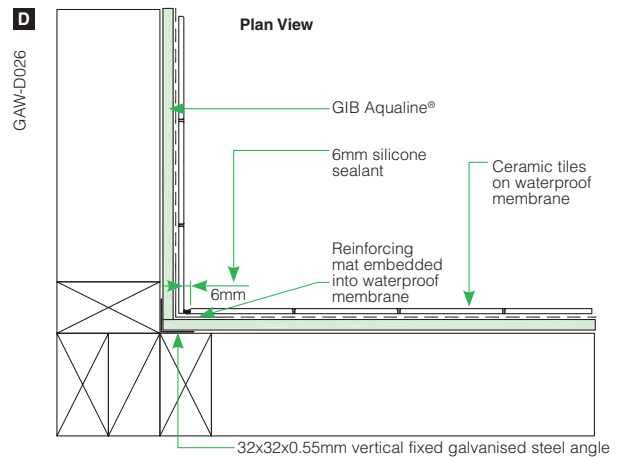 D
Plan View
GAW-D026
GIB Aqualine®
6mm silicone
sealant
Ceramic tiles
on waterproof
membrane
Reinforcing
mat embedded
into waterproof
membrane
6mm
32x32x0.55mm vertical fixed galvanised steel angle